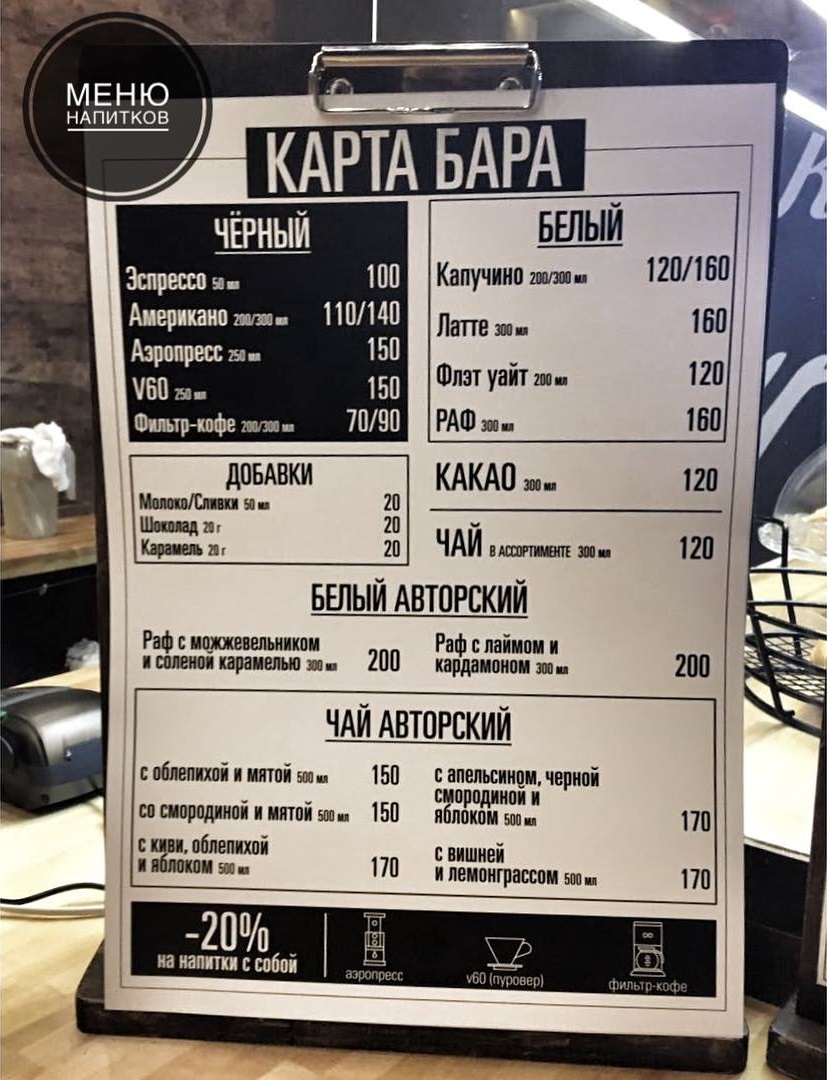 МЕНЮ
НАПИТКОВ
КАРТА БАРА
ЧЁРНЫЙ
Эспрессо 50 мл 100
Американо 200/300 мл 110/140
Аэропресс 250 мл 150
V60 250 мл 150
Фильтр-кофе 200/300 мл 70/90
БЕЛЫЙ
Капучино 200/300 мл 120/160
Латте 300 мл 160
Флэт уайт 200 мл 120
РАФ 300 мл 160
ДОБАВКИ
Молоко/Сливки 50 мл 20
Шоколад 20 г 20
Карамель 20 г 20
КАКАО 300 мл 120
ЧАЙ В АССОРТИМЕНТЕ 300 мл 120
БЕЛЫЙ АВТОРСКИЙ
Раф с можжевельником
и соленой карамелью 300 мл 200
Раф с лаймом и
кардамоном 300 мл 200
ЧАЙ АВТОРСКИЙ
с облепихой и мятой 500 мл 150
со смородиной и мятой 500 мл 150
с киви, облепихой
и яблоком 500 мл 170
с апельсином, черной
смородиной и
яблоком 500 мл 170
с вишней
и лемонграссом 500 мл 170
-20%
на напитки с собой
аэропресс
v60 (пуровер)
фильтр-кофе